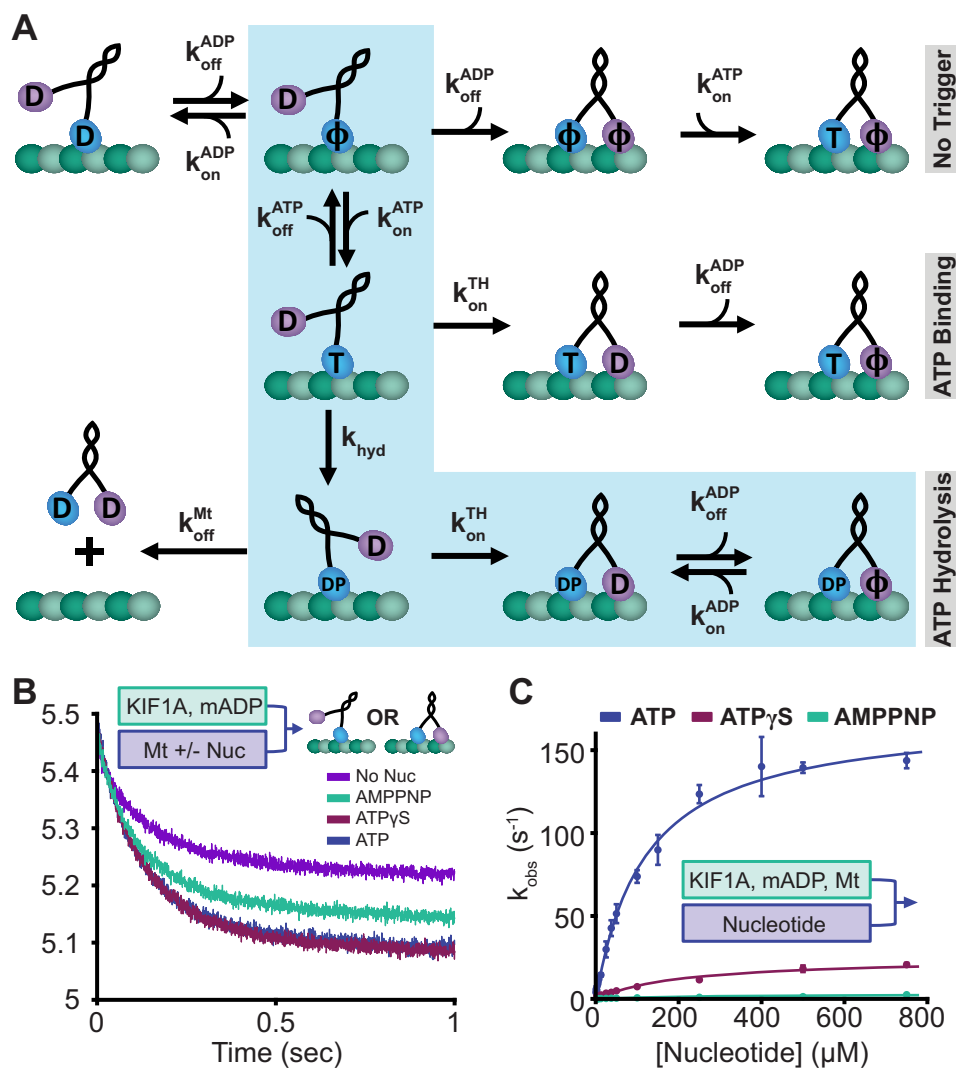 A
k_off^ADP
k_on^ADP
k_off^ADP
k_on^ATP
D
D
D
Φ
Φ
Φ
T
Φ
No Trigger
k_off^ATP
k_on^ATP
k_on^TH
k_off^ADP
D
T
T
D
T
Φ
ATP Binding
k_hyd
D
D
k_off^Mt
+
D
DP
k_on^TH
DP
D
k_off^ADP
k_on^ADP
DP
Φ
ATP Hydrolysis
B
KIF1A, mADP
Mt +/- Nuc
OR
No Nuc
AMPPNP
ATPγS
ATP
5.5
5.4
5.3
5.2
5.1
5
0
0.5
1
Time (sec)
C
ATP
ATPγS
AMPPNP
150
100
50
0
k_obs (s⁻¹)
KIF1A, mADP, Mt
Nucleotide
0
200
400
600
800
[Nucleotide] (µM)